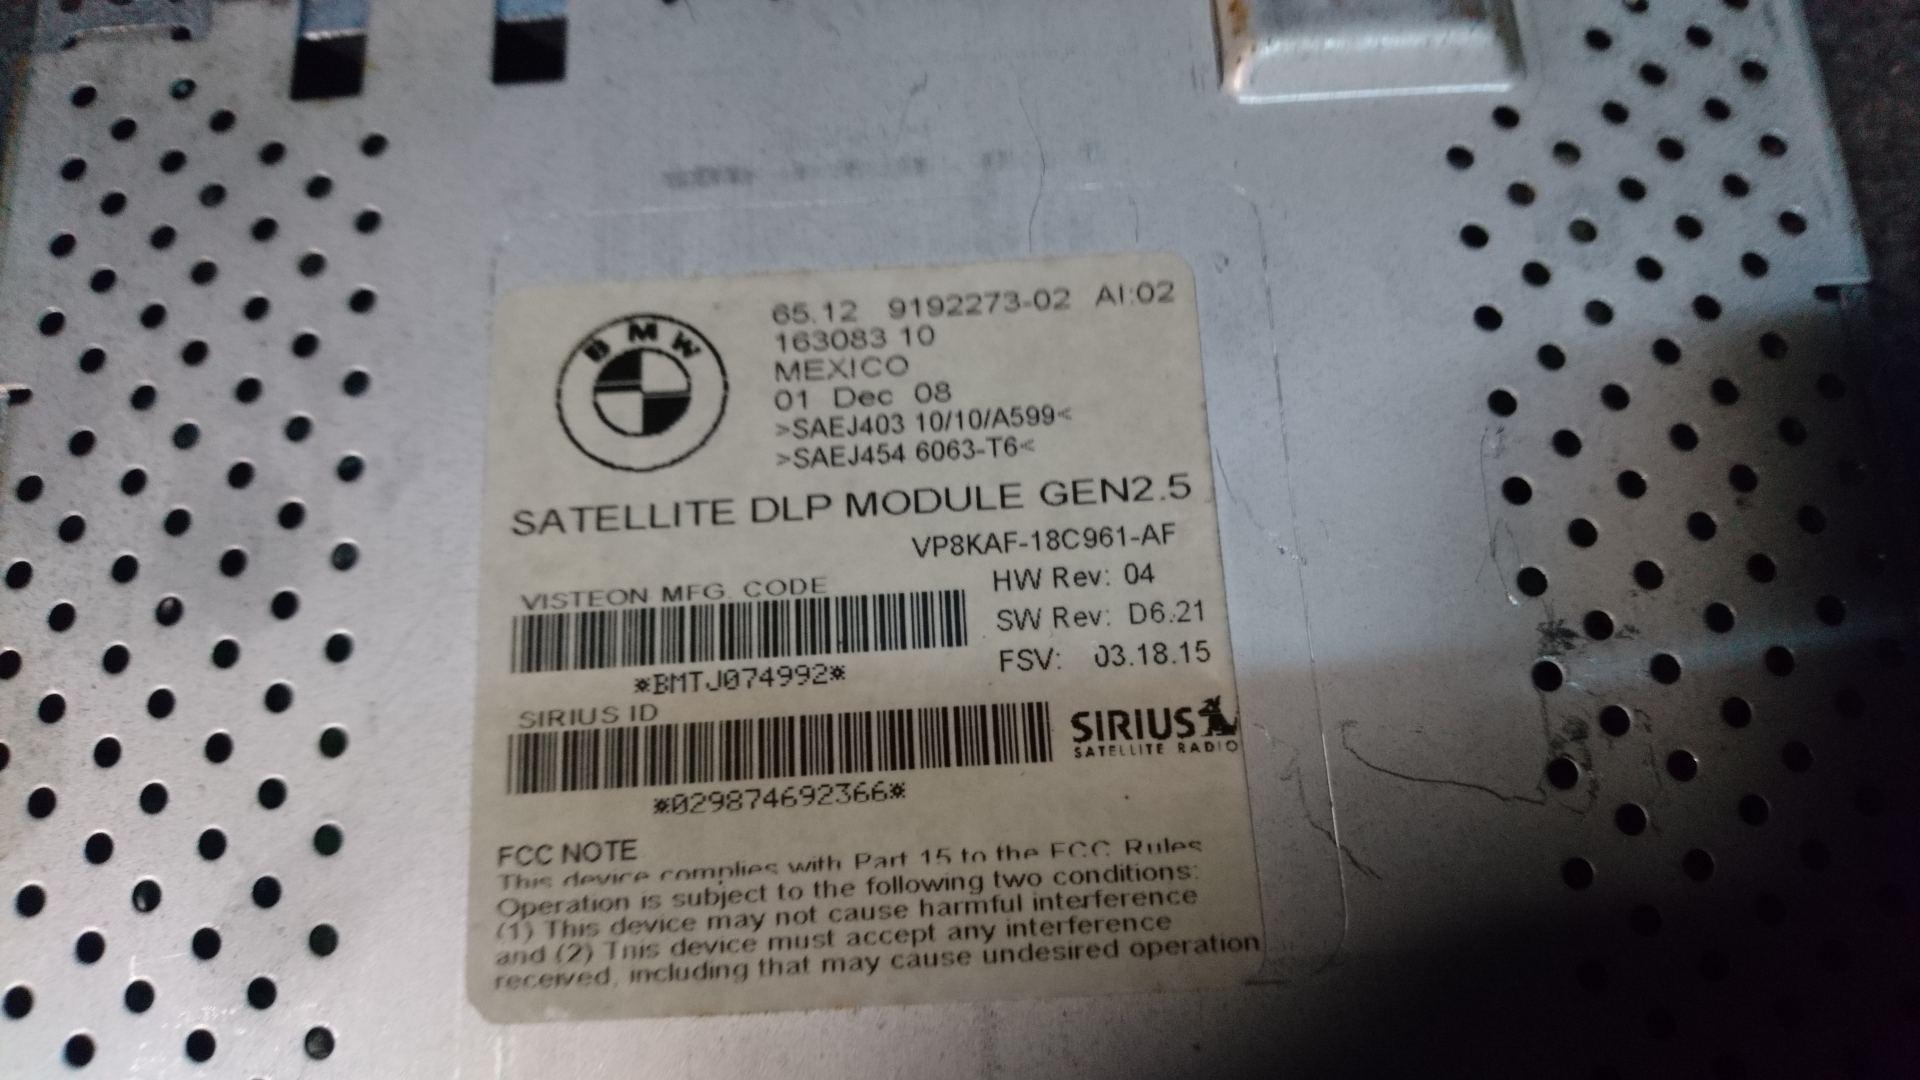 BMW
65.12 9192273-02 AI:02
163083 10
MEXICO
01 Dec 08
>SAEJ403 10/10/A599<
>SAEJ454 6063-T6<
SATELLITE DLP MODULE GEN2.5
VP8KAF-18C961-AF
VISTEON MFG. CODE
HW Rev: 04
SW Rev: D6.21
FSV: 03.18.15
*BMTJ074992*
SIRIUS ID
SIRIUS
SATELLITE RADIO
*029874692366*
FCC NOTE
This device complies with Part 15 to the FCC Rules
Operation is subject to the following two conditions:
(1) This device may not cause harmful interference
and (2) This device must accept any interference
received, including that may cause undesired operation